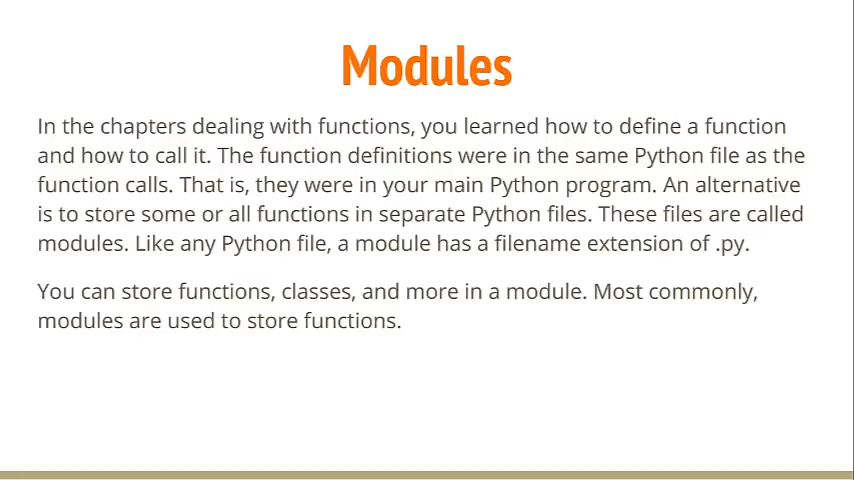 Modules
In the chapters dealing with functions, you learned how to define a function
and how to call it. The function definitions were in the same Python file as the
function calls. That is, they were in your main Python program. An alternative
is to store some or all functions in separate Python files. These files are called
modules. Like any Python file, a module has a filename extension of .py.
You can store functions, classes, and more in a module. Most commonly,
modules are used to store functions.